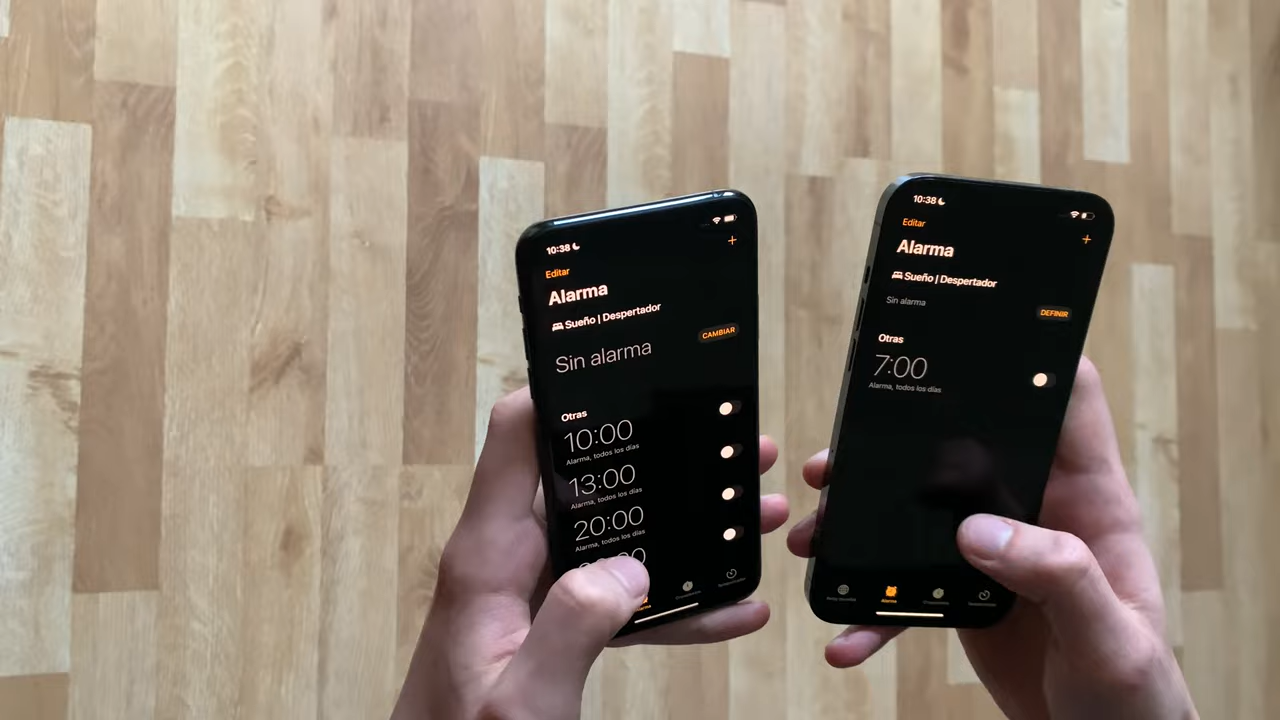 10:38
Editar
Alarma
Sueño | Despertador
Sin alarma
CAMBIAR
Otras
10:00
Alarma, todos los días
13:00
Alarma, todos los días
20:00
Alarma, todos los días
10:38
Editar
Alarma
Sueño | Despertador
Sin alarma
DEFINIR
Otras
7:00
Alarma, todos los días
Alarma